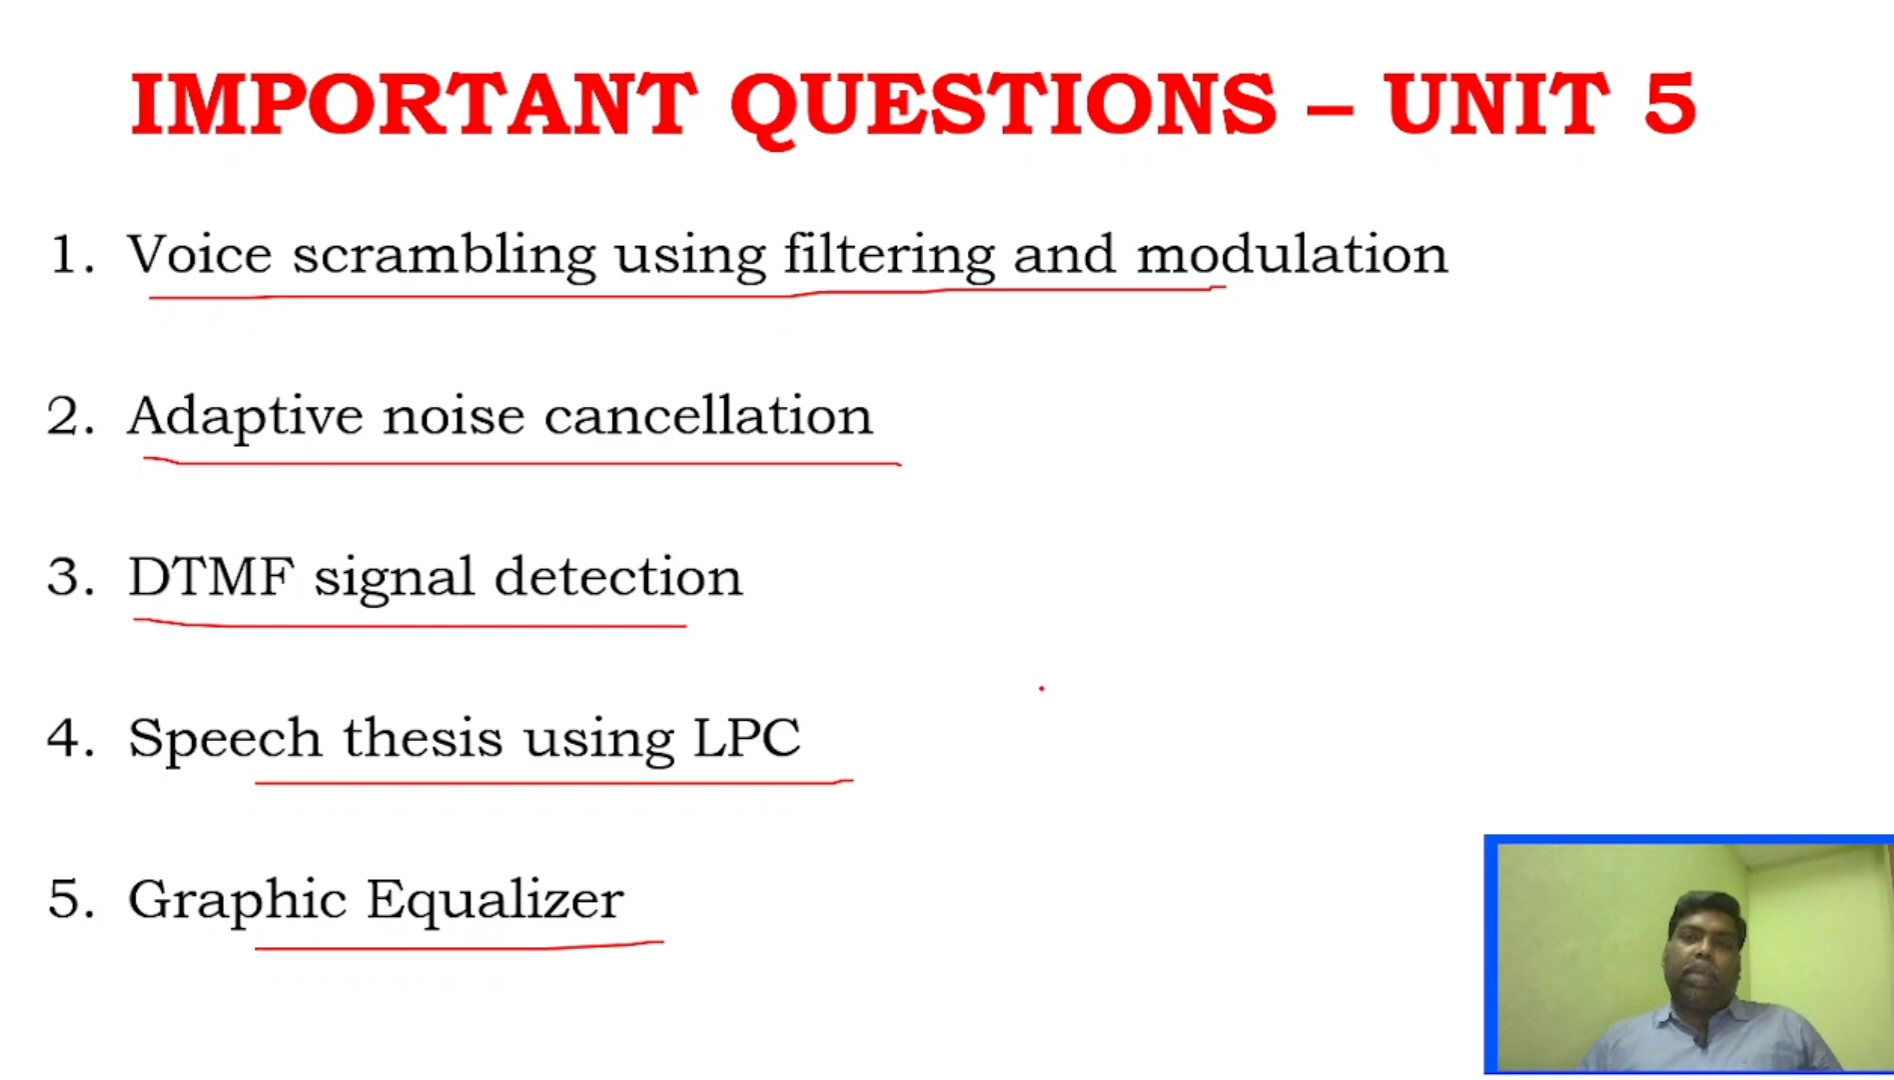 IMPORTANT QUESTIONS – UNIT 5
1. Voice scrambling using filtering and modulation
2. Adaptive noise cancellation
3. DTMF signal detection
4. Speech thesis using LPC
5. Graphic Equalizer